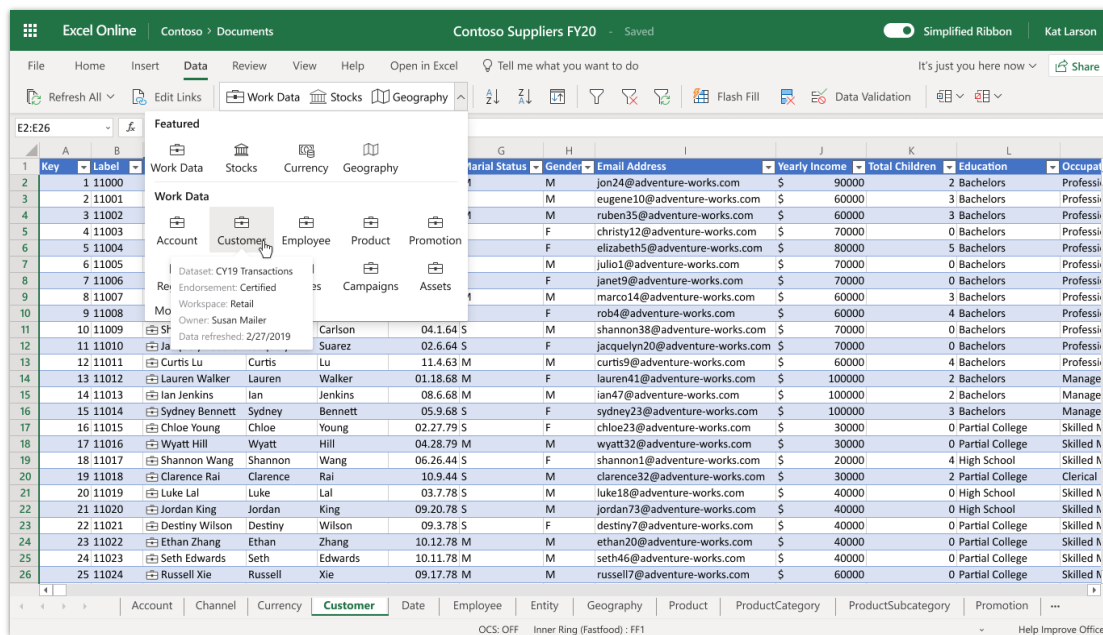 Excel Online Contoso > Documents Contoso Suppliers FY20 - Saved Simplified Ribbon Kat Larson
File Home Insert Data Review View Help Open in Excel Tell me what you want to do It's just you here now Share
Refresh All Edit Links Work Data Stocks Geography Flash Fill Data Validation
E2:E26 fx
Featured
Work Data Stocks Currency Geography
Work Data
Account Customer Employee Product Promotion
Campaigns Assets
Dataset: CY19 Transactions
Endorsement: Certified
Workspace: Retail
Owner: Susan Mailer
Data refreshed: 2/27/2019
A B G H I J K L
1 Key Label Marial Status Gender Email Address Yearly Income Total Children Education
2 1 11000 M jon24@adventure-works.com $ 90000 2 Bachelors
3 2 11001 M eugene10@adventure-works.com $ 60000 3 Bachelors
4 3 11002 M ruben35@adventure-works.com $ 60000 3 Bachelors
5 4 11003 F christy12@adventure-works.com $ 70000 0 Bachelors
6 5 11004 F elizabeth5@adventure-works.com $ 80000 5 Bachelors
7 6 11005 M julio1@adventure-works.com $ 70000 0 Bachelors
8 7 11006 F janet9@adventure-works.com $ 70000 0 Bachelors
9 8 11007 M marco14@adventure-works.com $ 60000 3 Bachelors
10 9 11008 F rob4@adventure-works.com $ 60000 4 Bachelors
11 10 11009 Carlson 04.1.64 S M shannon38@adventure-works.com $ 70000 0 Bachelors
12 11 11010 Suarez 02.6.64 S F jacquelyn20@adventure-works.com $ 70000 0 Bachelors
13 12 11011 Curtis Lu Curtis Lu 11.4.63 M M curtis9@adventure-works.com $ 60000 4 Bachelors
14 13 11012 Lauren Walker Lauren Walker 01.18.68 M F lauren41@adventure-works.com $ 100000 2 Bachelors
15 14 11013 Ian Jenkins Ian Jenkins 08.6.68 M M ian47@adventure-works.com $ 100000 2 Bachelors
16 15 11014 Sydney Bennett Sydney Bennett 05.9.68 S F sydney23@adventure-works.com $ 100000 3 Bachelors
17 16 11015 Chloe Young Chloe Young 02.27.79 S F chloe23@adventure-works.com $ 30000 0 Partial College
18 17 11016 Wyatt Hill Wyatt Hill 04.28.79 M M wyatt32@adventure-works.com $ 30000 0 Partial College
19 18 11017 Shannon Wang Shannon Wang 06.26.44 S F shannon1@adventure-works.com $ 20000 4 High School
20 19 11018 Clarence Rai Clarence Rai 10.9.44 S M clarence32@adventure-works.com $ 30000 2 Partial College Clerical
21 20 11019 Luke Lal Luke Lal 03.7.78 S M luke18@adventure-works.com $ 40000 0 High School
22 21 11020 Jordan King Jordan King 09.20.78 S M jordan73@adventure-works.com $ 40000 0 High School
23 22 11021 Destiny Wilson Destiny Wilson 09.3.78 S F destiny7@adventure-works.com $ 40000 0 Partial College
24 23 11022 Ethan Zhang Ethan Zhang 10.12.78 M M ethan20@adventure-works.com $ 40000 0 Partial College
25 24 11023 Seth Edwards Seth Edwards 10.11.78 M M seth46@adventure-works.com $ 40000 0 Partial College
26 25 11024 Russell Xie Russell Xie 09.17.78 M M russell7@adventure-works.com $ 60000 0 Partial College
Account Channel Currency Customer Date Employee Entity Geography Product ProductCategory ProductSubcategory Promotion ...
OCS: OFF Inner Ring (Fastfood) : FF1 Help Improve Office